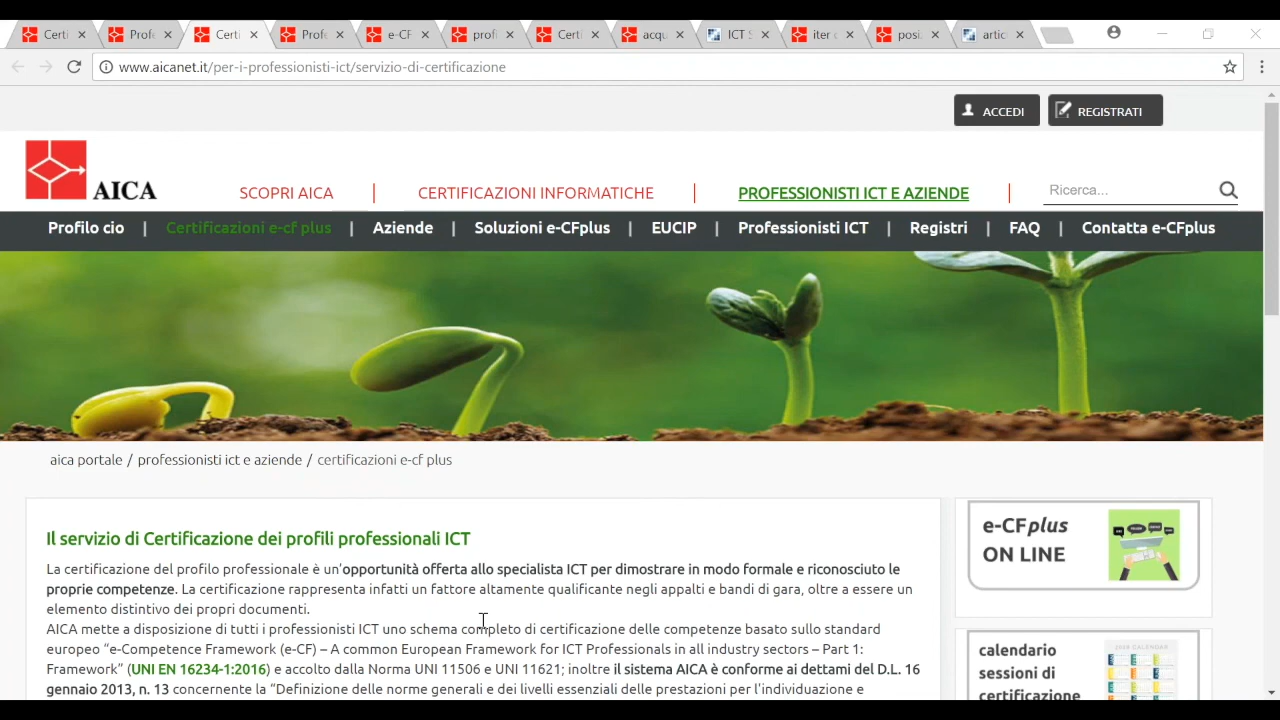 Certi
Profe
Certi
Profe
e-CF
profi
Certi
acqu
ICT S
iter c
posi
artic
www.aicanet.it/per-i-professionisti-ict/servizio-di-certificazione
ACCEDI
REGISTRATI
AICA
SCOPRI AICA | CERTIFICAZIONI INFORMATICHE | PROFESSIONISTI ICT E AZIENDE |
Ricerca...
Profilo cio | Certificazioni e-cf plus | Aziende | Soluzioni e-CFplus | EUCIP | Professionisti ICT | Registri | FAQ | Contatta e-CFplus
aica portale / professionisti ict e aziende / certificazioni e-cf plus
Il servizio di Certificazione dei profili professionali ICT
La certificazione del profilo professionale è un'opportunità offerta allo specialista ICT per dimostrare in modo formale e riconosciuto le
proprie competenze. La certificazione rappresenta infatti un fattore altamente qualificante negli appalti e bandi di gara, oltre a essere un
elemento distintivo dei propri documenti.
AICA mette a disposizione di tutti i professionisti ICT uno schema completo di certificazione delle competenze basato sullo standard
europeo “e-Competence Framework (e-CF) – A common European Framework for ICT Professionals in all industry sectors – Part 1:
Framework” (UNI EN 16234-1:2016) e accolto dalla Norma UNI 11506 e UNI 11621; inoltre il sistema AICA è conforme ai dettami del D.L. 16
gennaio 2013, n. 13 concernente la “Definizione delle norme generali e dei livelli essenziali delle prestazioni per l'individuazione e
e-CFplus
ON LINE
calendario
sessioni di
certificazione